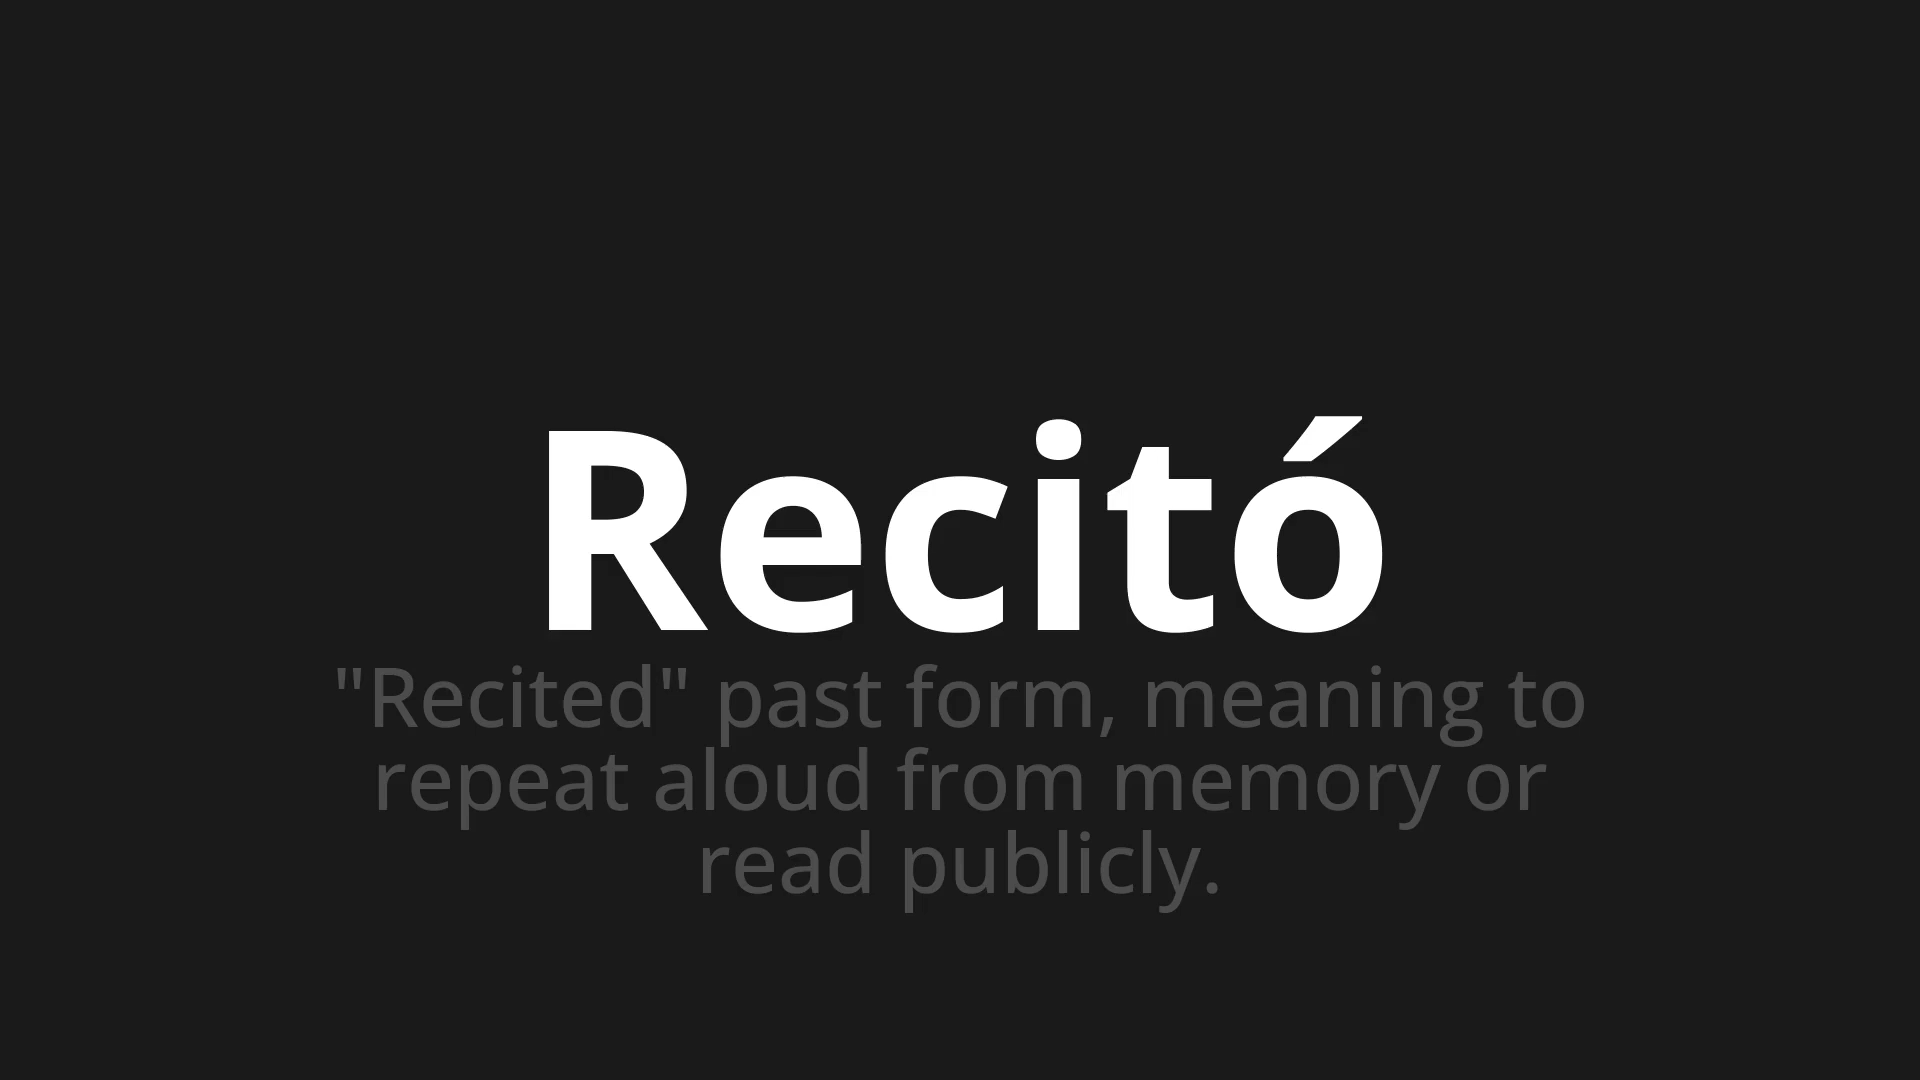 Recitó
"Recited" past form, meaning to
repeat aloud from memory or
read publicly.